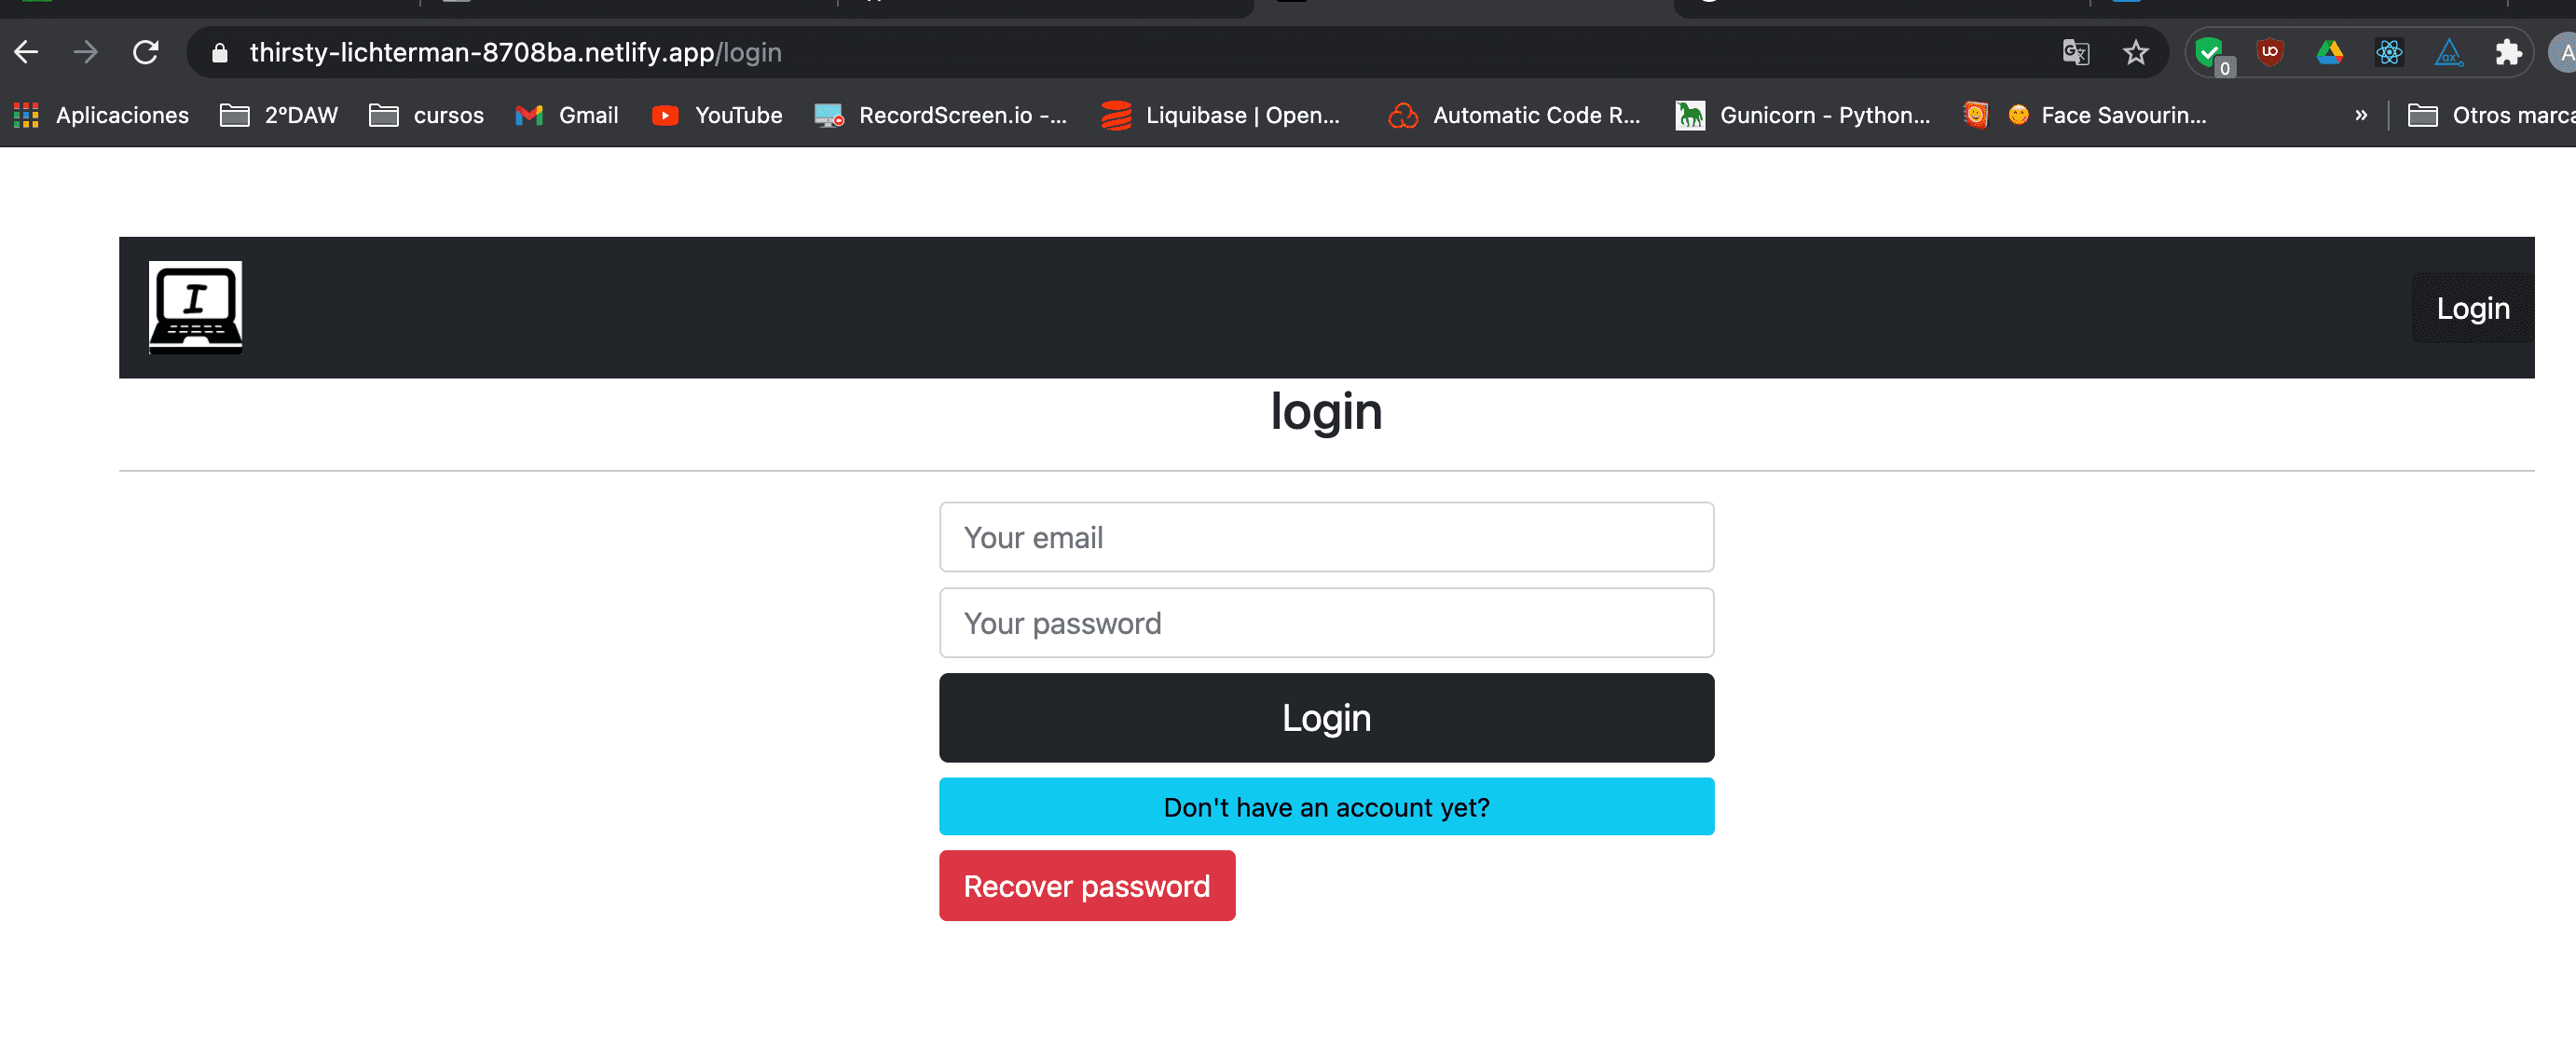 thirsty-lichterman-8708ba.netlify.app/login
0
A
Aplicaciones 2ºDAW cursos Gmail YouTube RecordScreen.io -... Liquibase | Open... Automatic Code R... Gunicorn - Python... Face Savourin... » Otros marca
I
Login
login
Your email
Your password
Login
Don't have an account yet?
Recover password